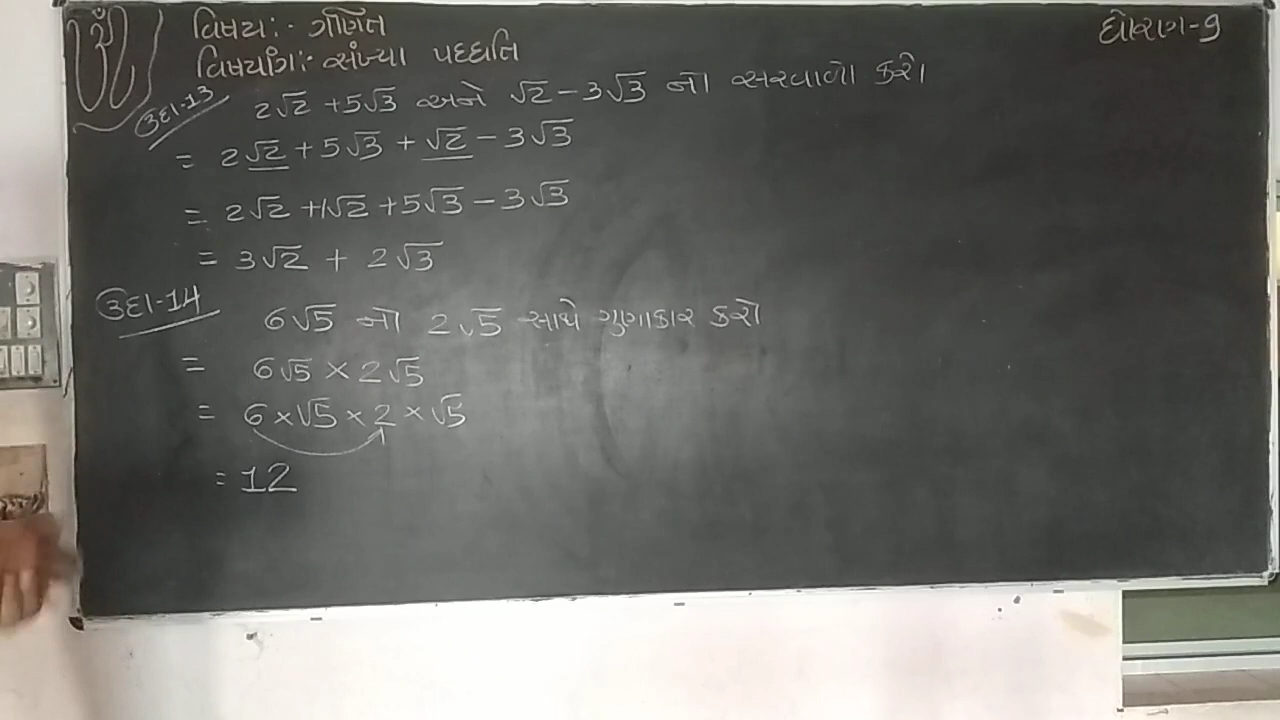 ૐ
વિષય:- ગણિત
ધોરણ-9
વિષયાંગ:- સંખ્યા પદ્ધતિ
ઉદા-13 2√2 + 5√3 અને √2 - 3√3 નો સરવાળો કરો
= 2√2 + 5√3 + √2 - 3√3
= 2√2 + 1√2 + 5√3 - 3√3
= 3√2 + 2√3
ઉદા-14 6√5 નો 2√5 સાથે ગુણાકાર કરો
= 6√5 × 2√5
= 6 × √5 × 2 × √5
= 12